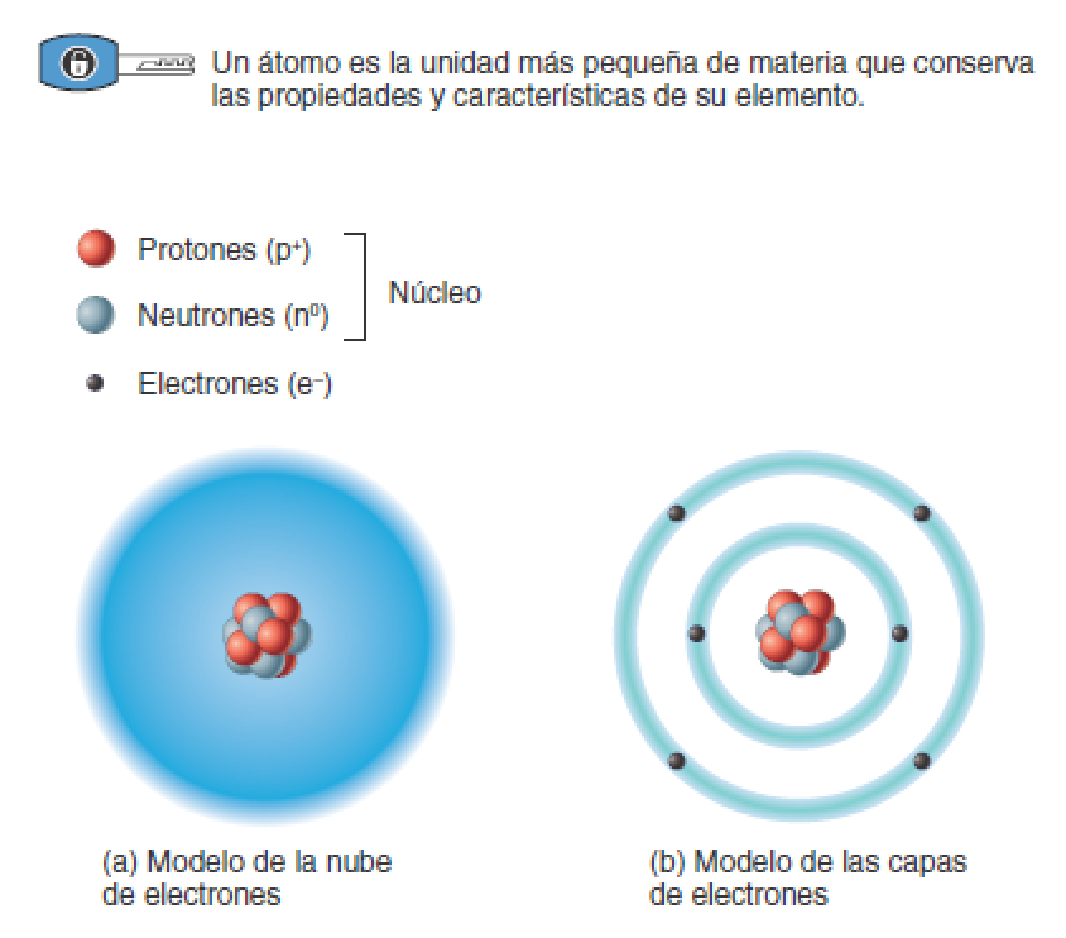 Un átomo es la unidad más pequeña de materia que conserva
las propiedades y características de su elemento.
Protones (p⁺)
Neutrones (n⁰)
Núcleo
Electrones (e⁻)
(a) Modelo de la nube
de electrones
(b) Modelo de las capas
de electrones